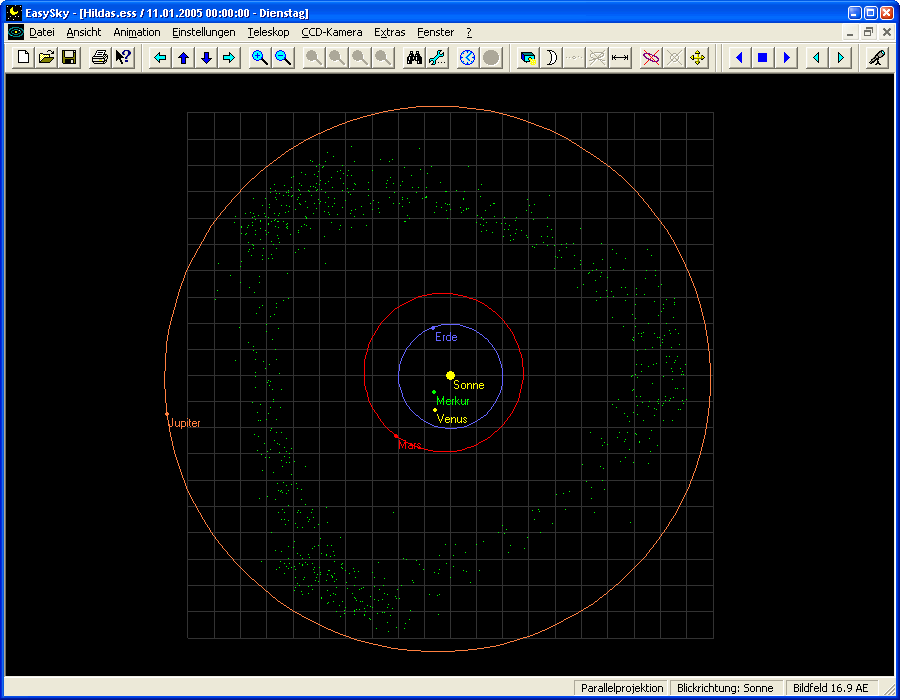 EasySky - [Hildas.ess / 11.01.2005 00:00:00 - Dienstag]
Datei Ansicht Animation Einstellungen Teleskop CCD-Kamera Extras Fenster ?
Erde
Sonne
Merkur
Venus
Jupiter
Mars
Parallelprojektion Blickrichtung: Sonne Bildfeld 16.9 AE